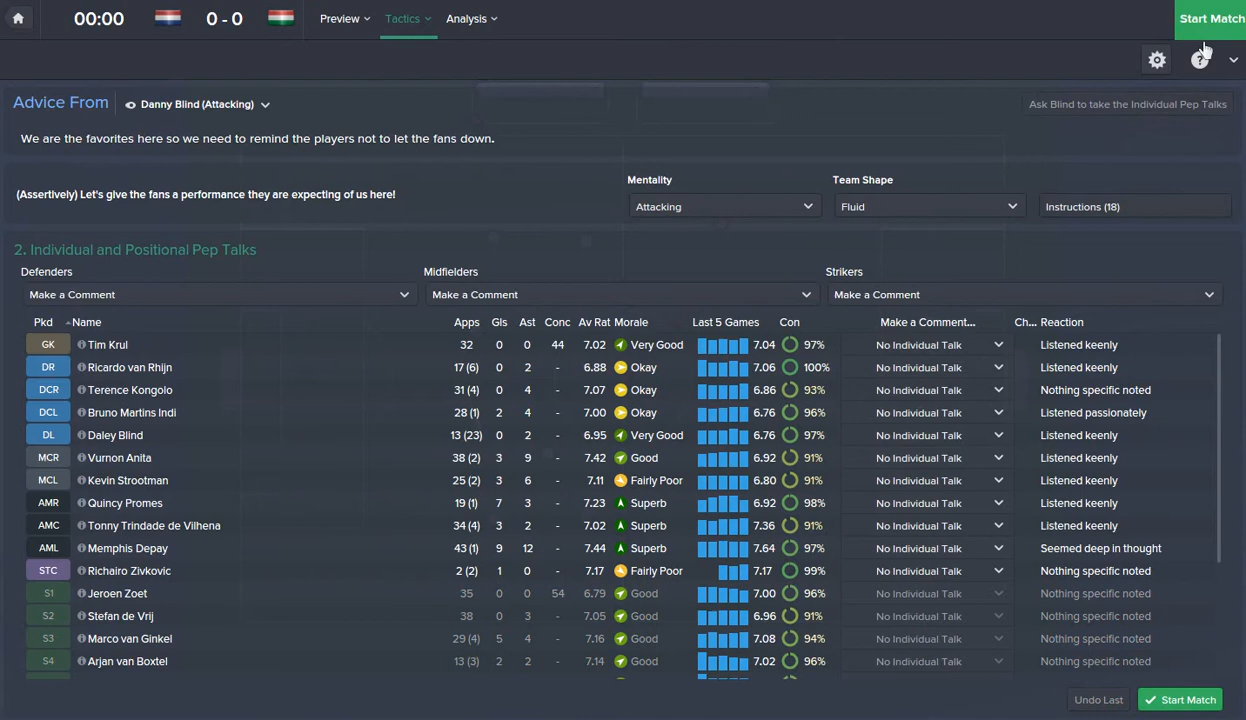 00:00 0 - 0 Preview Tactics Analysis Start Match
?
Advice From Danny Blind (Attacking) Ask Blind to take the Individual Pep Talks
We are the favorites here so we need to remind the players not to let the fans down.
Mentality Team Shape
(Assertively) Let's give the fans a performance they are expecting of us here!
Attacking Fluid Instructions (18)
2. Individual and Positional Pep Talks
Defenders Midfielders Strikers
Make a Comment Make a Comment Make a Comment
Pkd Name Apps Gls Ast Conc Av Rat Morale Last 5 Games Con Make a Comment... Ch... Reaction
GK Tim Krul 32 0 0 44 7.02 Very Good 7.04 97% No Individual Talk Listened keenly
DR Ricardo van Rhijn 17 (6) 0 2 - 6.88 Okay 7.06 100% No Individual Talk Listened keenly
DCR Terence Kongolo 31 (4) 0 4 - 7.07 Okay 6.86 93% No Individual Talk Nothing specific noted
DCL Bruno Martins Indi 28 (1) 2 4 - 7.00 Okay 6.76 96% No Individual Talk Listened passionately
DL Daley Blind 13 (23) 0 2 - 6.95 Very Good 6.76 97% No Individual Talk Listened keenly
MCR Vurnon Anita 38 (2) 3 9 - 7.42 Good 6.92 91% No Individual Talk Listened keenly
MCL Kevin Strootman 25 (2) 3 6 - 7.11 Fairly Poor 6.80 91% No Individual Talk Listened keenly
AMR Quincy Promes 19 (1) 7 3 - 7.23 Superb 6.92 98% No Individual Talk Listened keenly
AMC Tonny Trindade de Vilhena 34 (4) 3 2 - 7.02 Superb 7.36 91% No Individual Talk Listened keenly
AML Memphis Depay 43 (1) 9 12 - 7.44 Superb 7.64 97% No Individual Talk Seemed deep in thought
STC Richairo Zivkovic 2 (2) 1 0 - 7.17 Fairly Poor 7.17 99% No Individual Talk Nothing specific noted
S1 Jeroen Zoet 35 0 0 54 6.79 Good 7.00 96% No Individual Talk Nothing specific noted
S2 Stefan de Vrij 38 0 3 - 7.05 Good 6.96 91% No Individual Talk Nothing specific noted
S3 Marco van Ginkel 29 (4) 5 4 - 7.16 Good 7.08 94% No Individual Talk Nothing specific noted
S4 Arjan van Boxtel 13 (3) 2 2 - 7.14 Good 7.02 96% No Individual Talk Nothing specific noted
Undo Last Start Match